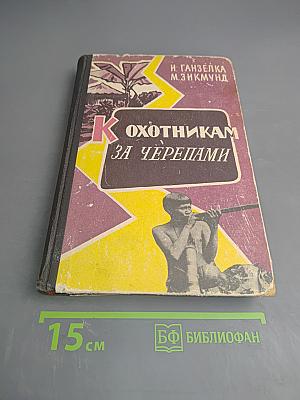 И. ГАНЗЕЛКА
М. ЗИКМУНД
К ОХОТНИКАМ
ЗА ЧЕРЕПАМИ
15 см
БФ БИБЛИОФАН